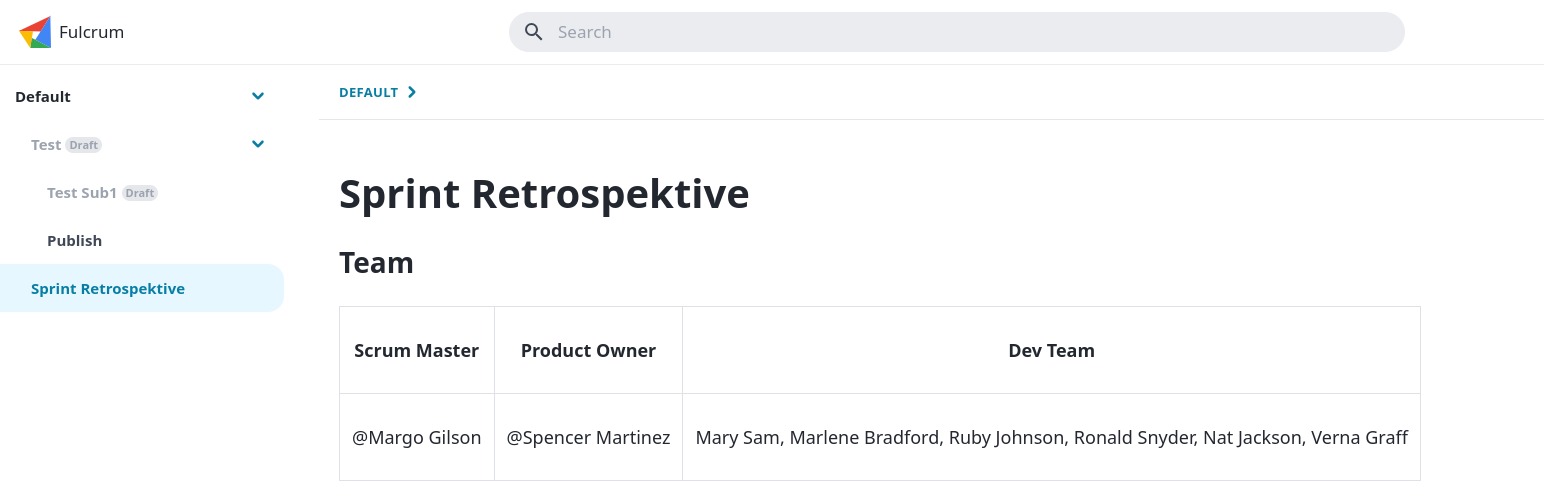 Fulcrum
Search
Default
Test Draft
Test Sub1 Draft
Publish
Sprint Retrospektive
DEFAULT
Sprint Retrospektive
Team
Scrum Master Product Owner Dev Team
@Margo Gilson @Spencer Martinez Mary Sam, Marlene Bradford, Ruby Johnson, Ronald Snyder, Nat Jackson, Verna Graff